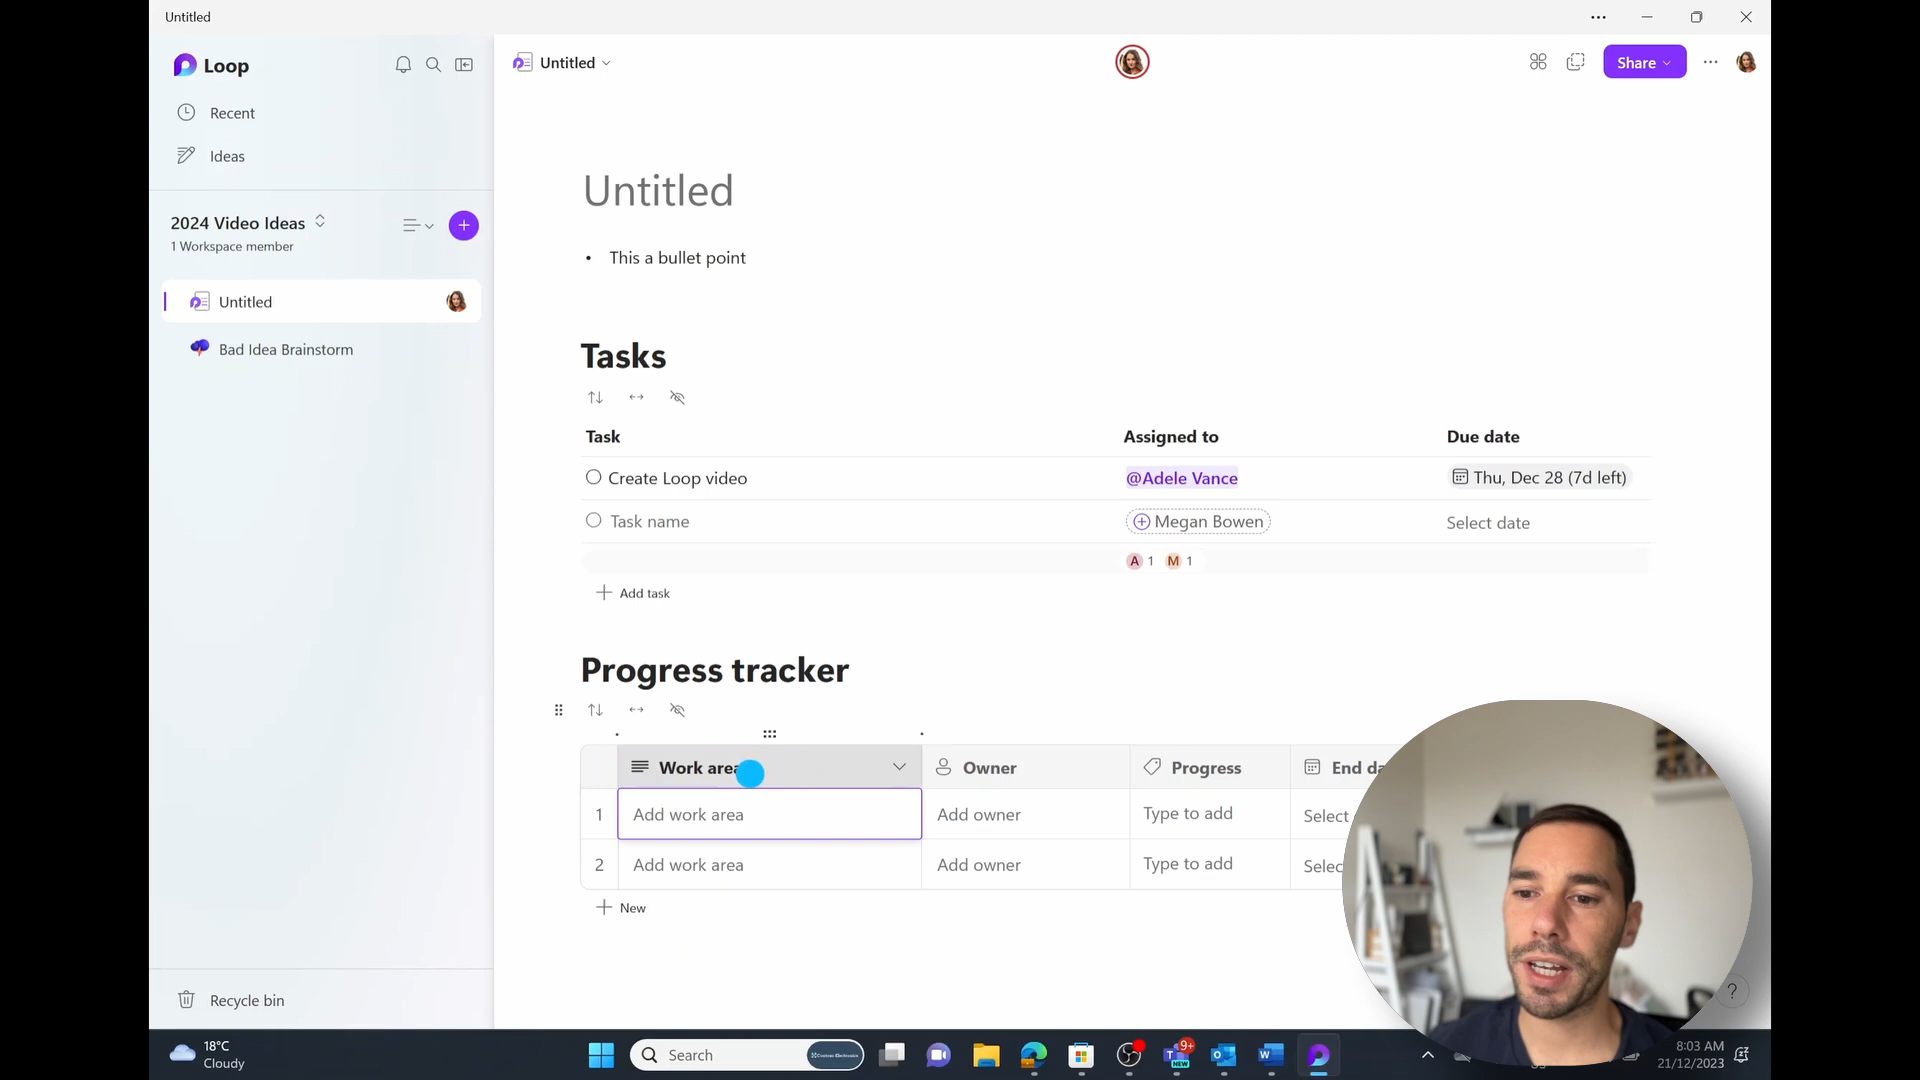 Untitled
Loop
Recent
Ideas
2024 Video Ideas
1 Workspace member
Untitled
Bad Idea Brainstorm
Recycle bin
Untitled
Share
Untitled
• This a bullet point
Tasks
Task Assigned to Due date
Create Loop video @Adele Vance Thu, Dec 28 (7d left)
Task name Megan Bowen Select date
A 1 M 1
Add task
Progress tracker
Work area Owner Progress End da
1 Add work area Add owner Type to add Select
2 Add work area Add owner Type to add Selec
New
?
18°C
Cloudy
Search
9+
NEW
8:03 AM
21/12/2023